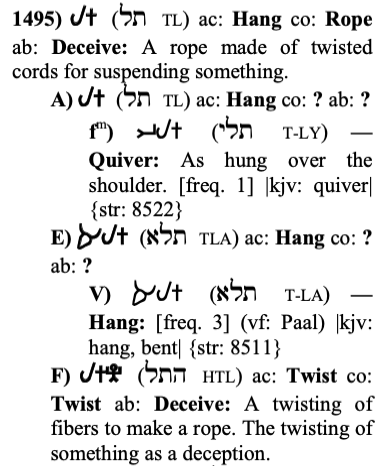 1495) (תל TL) ac: Hang co: Rope
ab: Deceive: A rope made of twisted
cords for suspending something.
A) (תל TL) ac: Hang co: ? ab: ?
fm) (תלי T-LY) —
Quiver: As hung over the
shoulder. [freq. 1] |kjv: quiver|
{str: 8522}
E) (תלא TLA) ac: Hang co: ?
ab: ?
V) (תלא T-LA) —
Hang: [freq. 3] (vf: Paal) |kjv:
hang, bent| {str: 8511}
F) (התל HTL) ac: Twist co:
Twist ab: Deceive: A twisting of
fibers to make a rope. The twisting of
something as a deception.